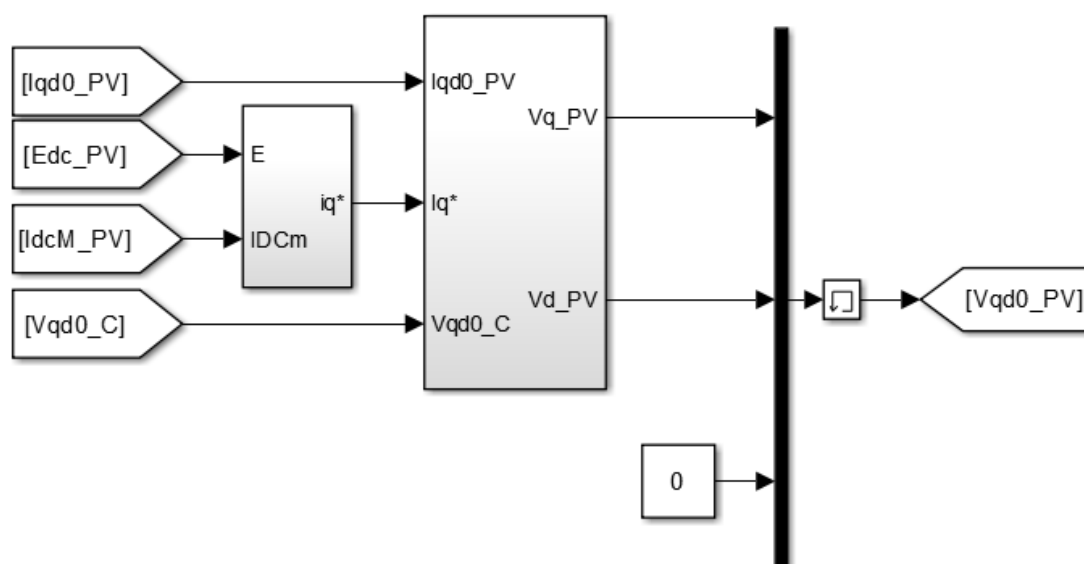 [Iqd0_PV]
[Edc_PV]
[IdcM_PV]
[Vqd0_C]
E
IDCm
iq*
Iqd0_PV
Iq*
Vqd0_C
Vq_PV
Vd_PV
0
[Vqd0_PV]